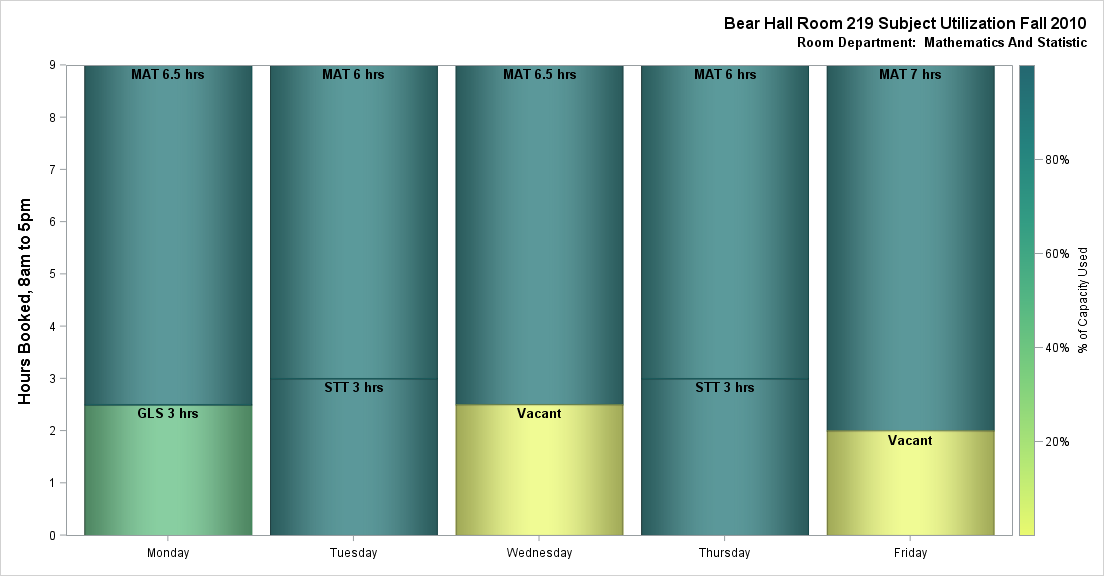 Bear Hall Room 219 Subject Utilization Fall 2010
Room Department:  Mathematics And Statistic
Hours Booked, 8am to 5pm
9
8
7
6
5
4
3
2
1
0
MAT 6.5 hrs
MAT 6 hrs
MAT 6.5 hrs
MAT 6 hrs
MAT 7 hrs
STT 3 hrs
STT 3 hrs
GLS 3 hrs
Vacant
Vacant
Monday
Tuesday
Wednesday
Thursday
Friday
80%
60%
40%
20%
% of Capacity Used